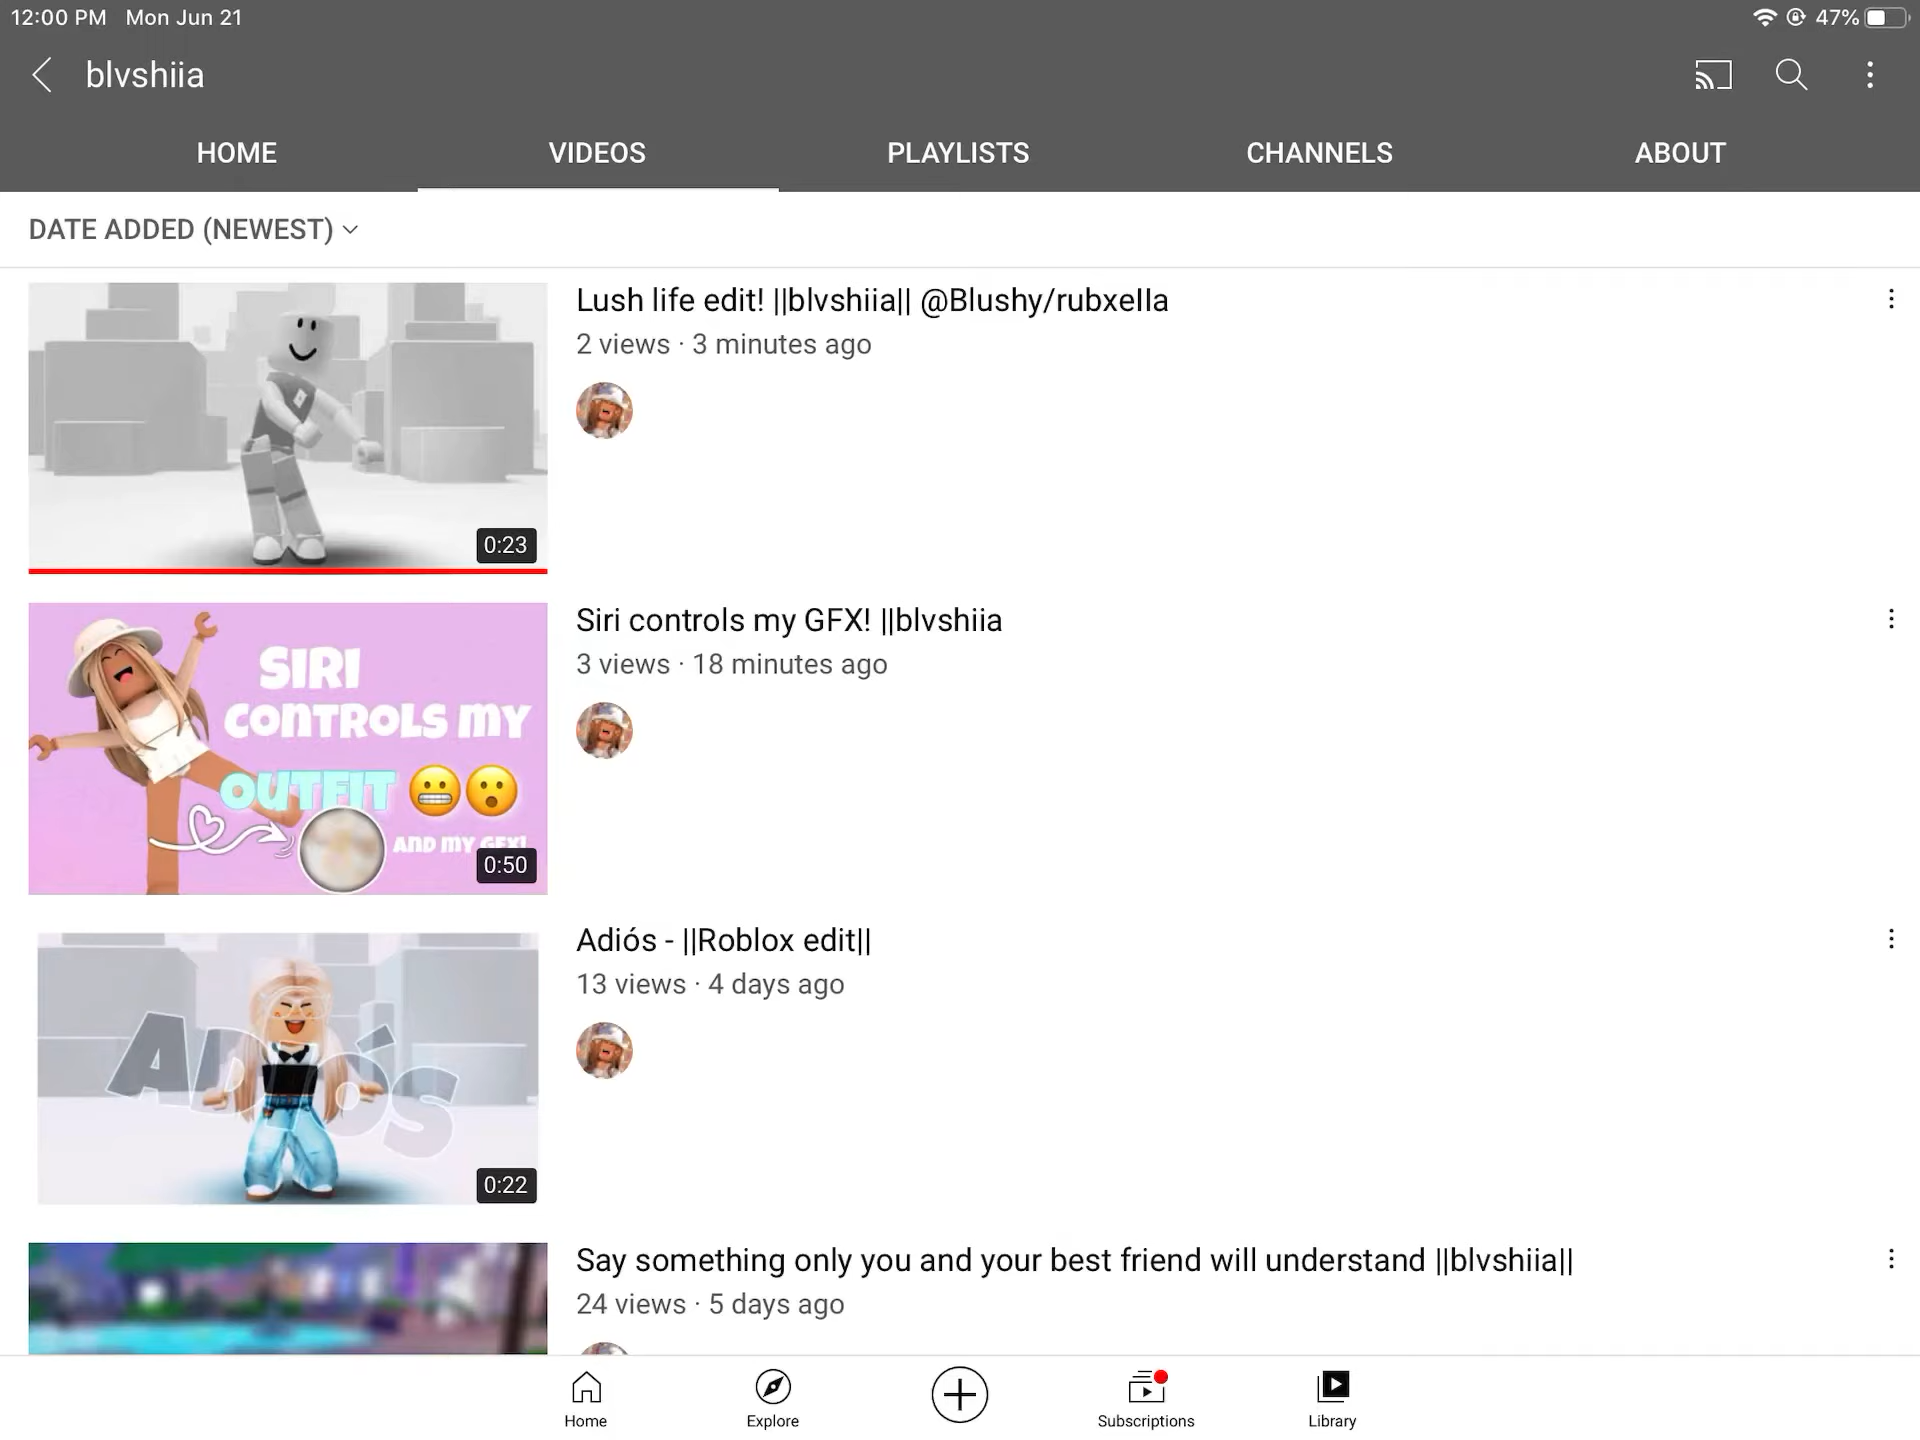 12:00 PM Mon Jun 21
47%
blvshiia
HOME VIDEOS PLAYLISTS CHANNELS ABOUT
DATE ADDED (NEWEST)
Lush life edit! ||blvshiia|| @Blushy/rubxella
2 views · 3 minutes ago
0:23
SIRI
CONTROLS MY
OUTFIT 😬😮
AND MY GFX!
0:50
Siri controls my GFX! ||blvshiia
3 views · 18 minutes ago
ADIÓS
0:22
Adiós - ||Roblox edit||
13 views · 4 days ago
Say something only you and your best friend will understand ||blvshiia||
24 views · 5 days ago
Home Explore Subscriptions Library